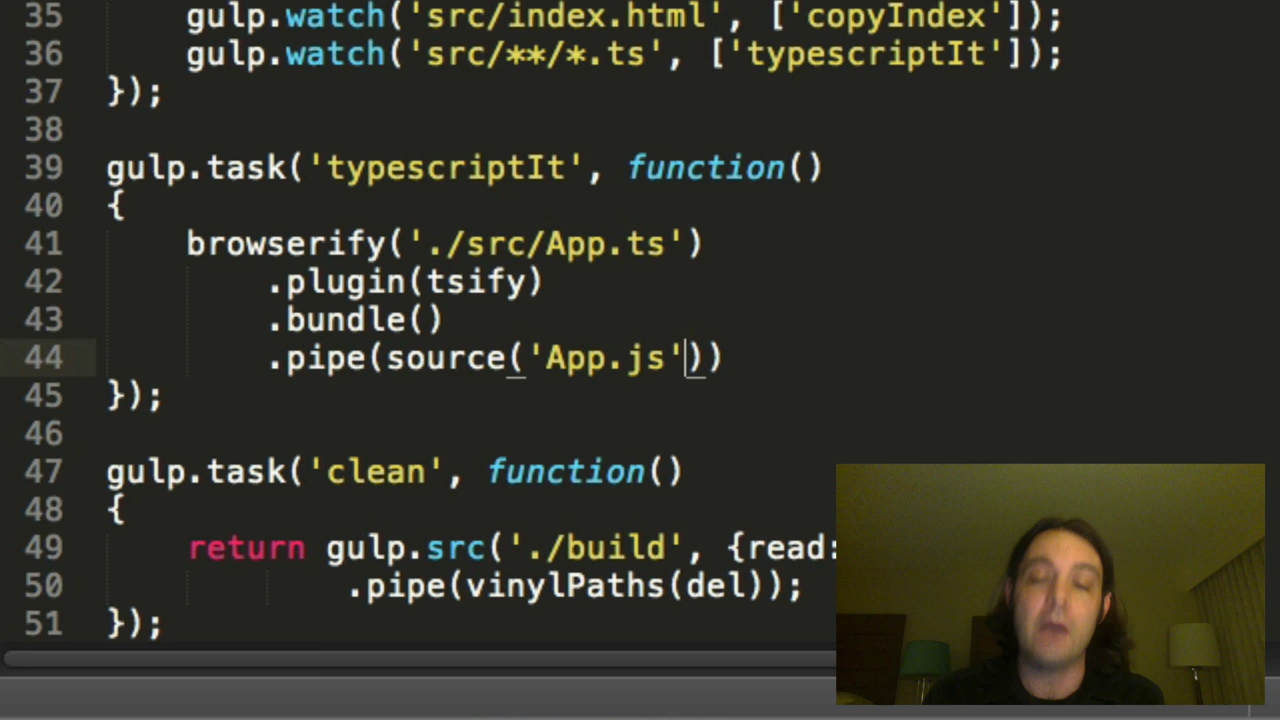 35 gulp.watch('src/index.html', ['copyIndex']);
36 gulp.watch('src/**/*.ts', ['typescriptIt']);
37 });
38
39 gulp.task('typescriptIt', function()
40 {
41 browserify('./src/App.ts')
42 .plugin(tsify)
43 .bundle()
44 .pipe(source('App.js'))
45 });
46
47 gulp.task('clean', function()
48 {
49 return gulp.src('./build', {read:
50 .pipe(vinylPaths(del));
51 });